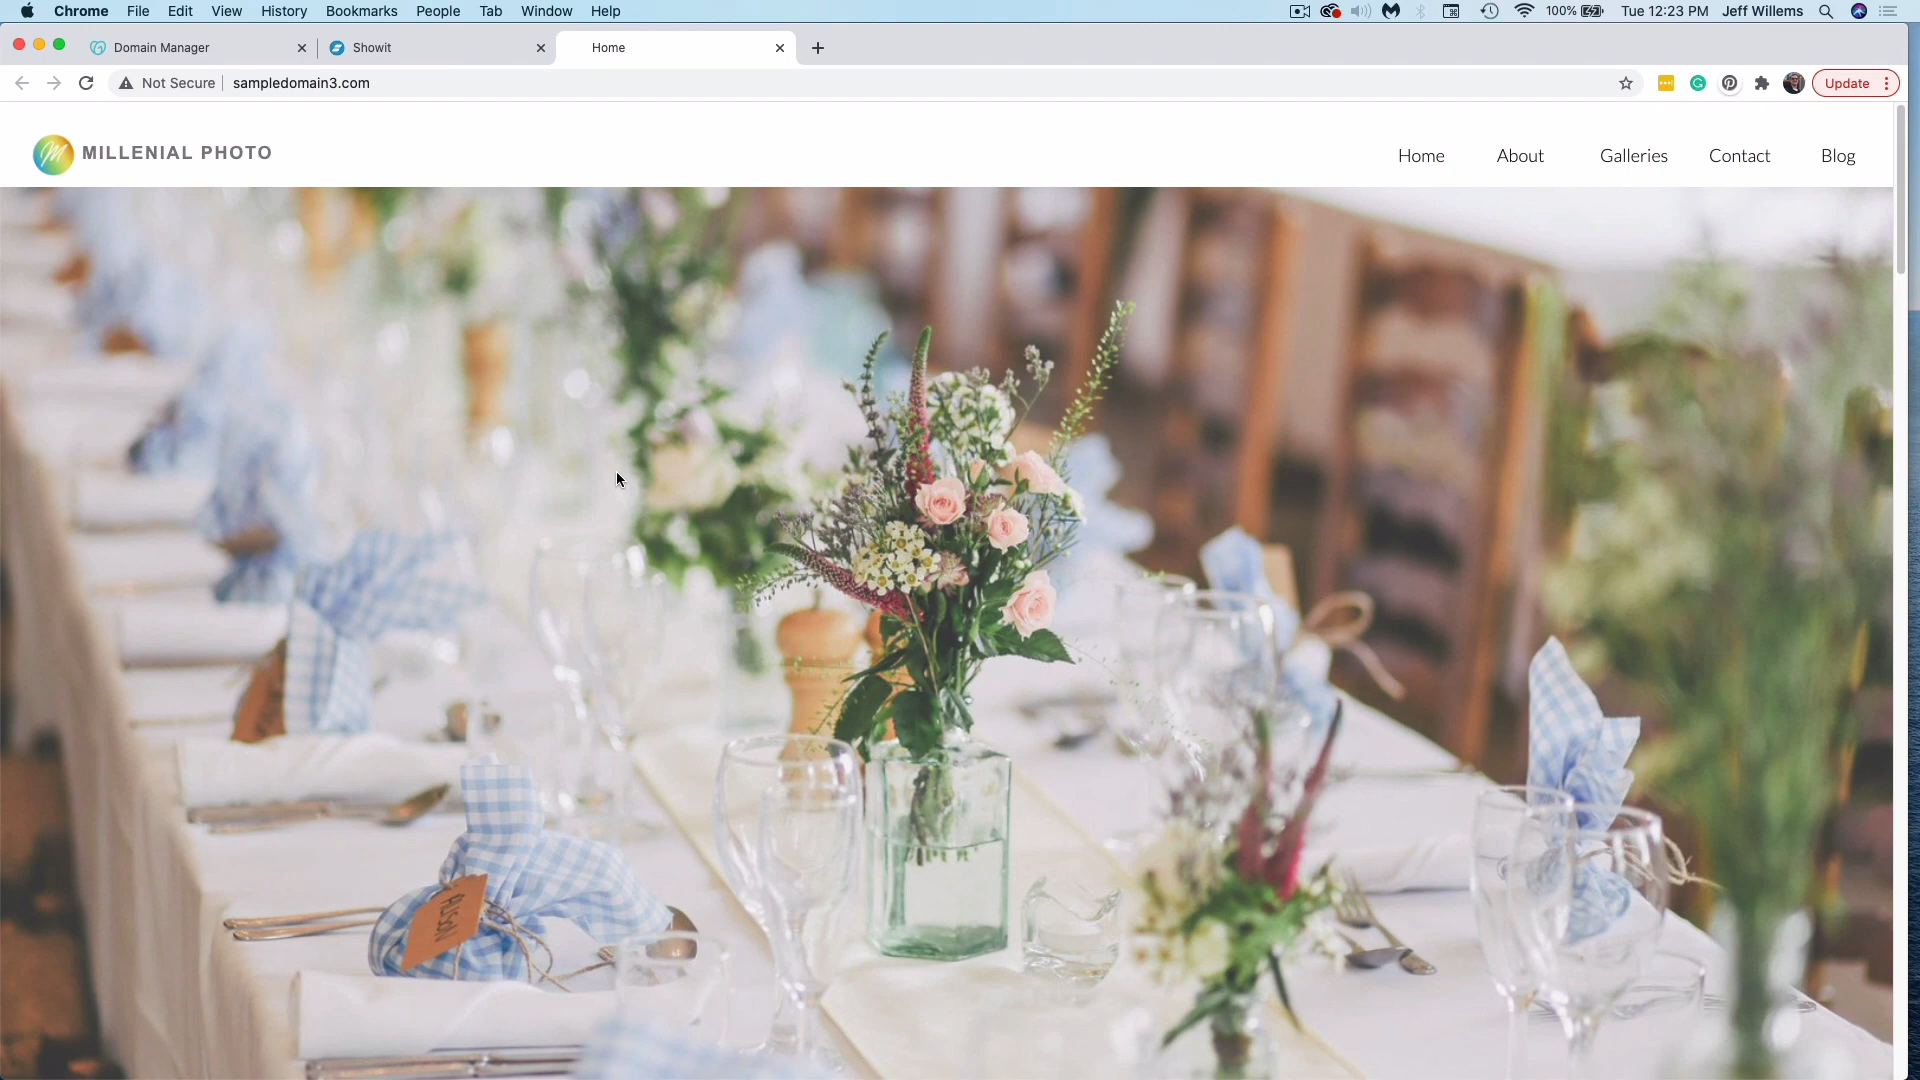 Chrome File Edit View History Bookmarks People Tab Window Help 100% Tue 12:23 PM Jeff Willems
Domain Manager Showit Home
Not Secure sampledomain3.com Update
MILLENIAL PHOTO Home About Galleries Contact Blog
ALISON